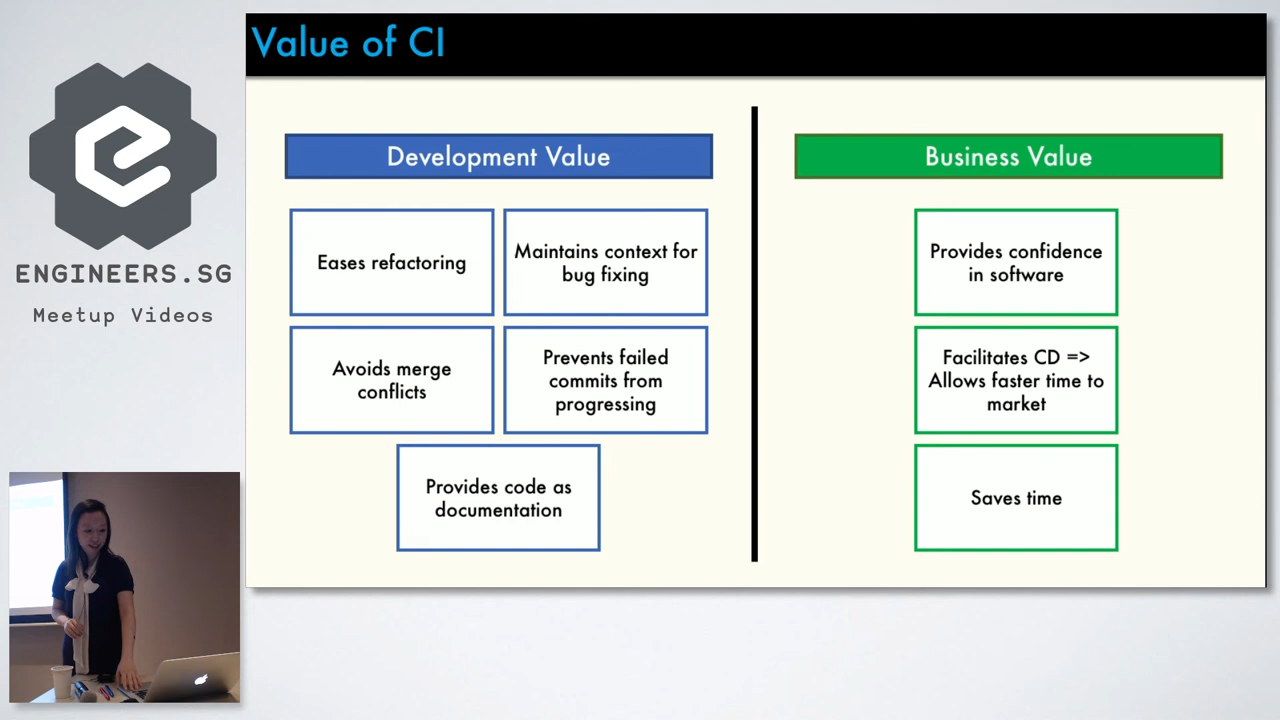 Value of CI
ENGINEERS.SG
Meetup Videos
Development Value
Eases refactoring
Maintains context for
bug fixing
Avoids merge
conflicts
Prevents failed
commits from
progressing
Provides code as
documentation
Business Value
Provides confidence
in software
Facilitates CD =>
Allows faster time to
market
Saves time